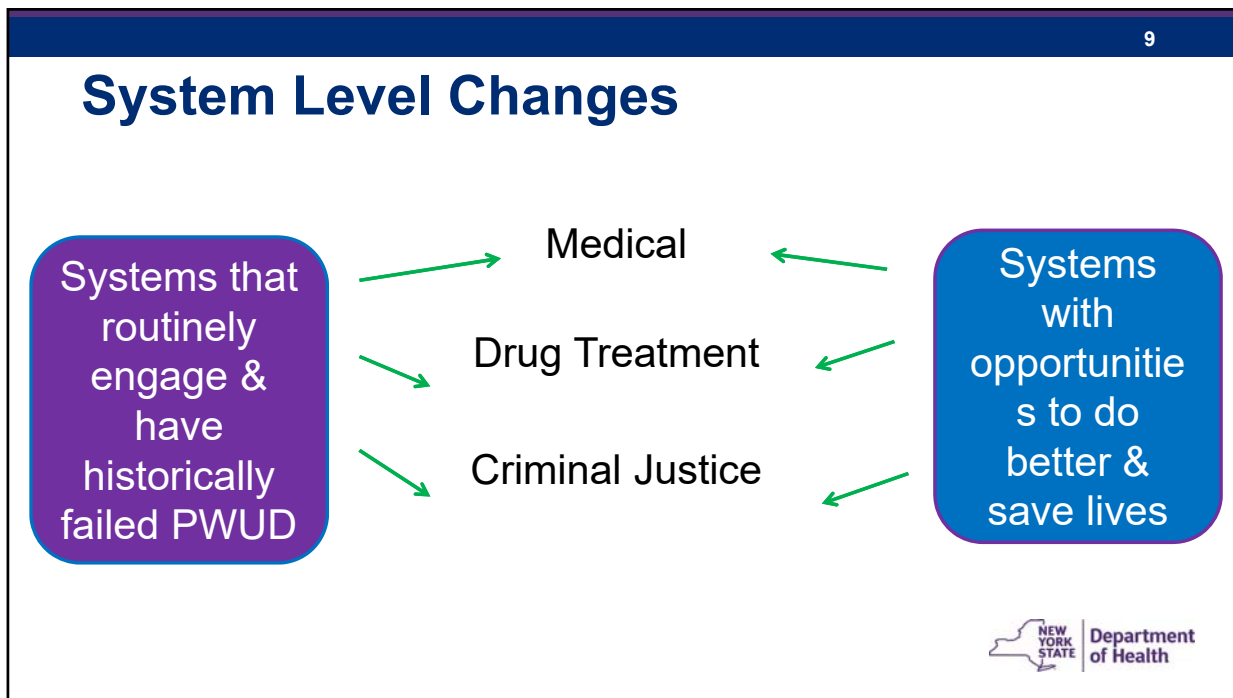 9
System Level Changes
Systems that
routinely
engage &
have
historically
failed PWUD
Medical
Drug Treatment
Criminal Justice
Systems
with
opportunitie
s to do
better &
save lives
NEW
YORK
STATE
Department
of Health